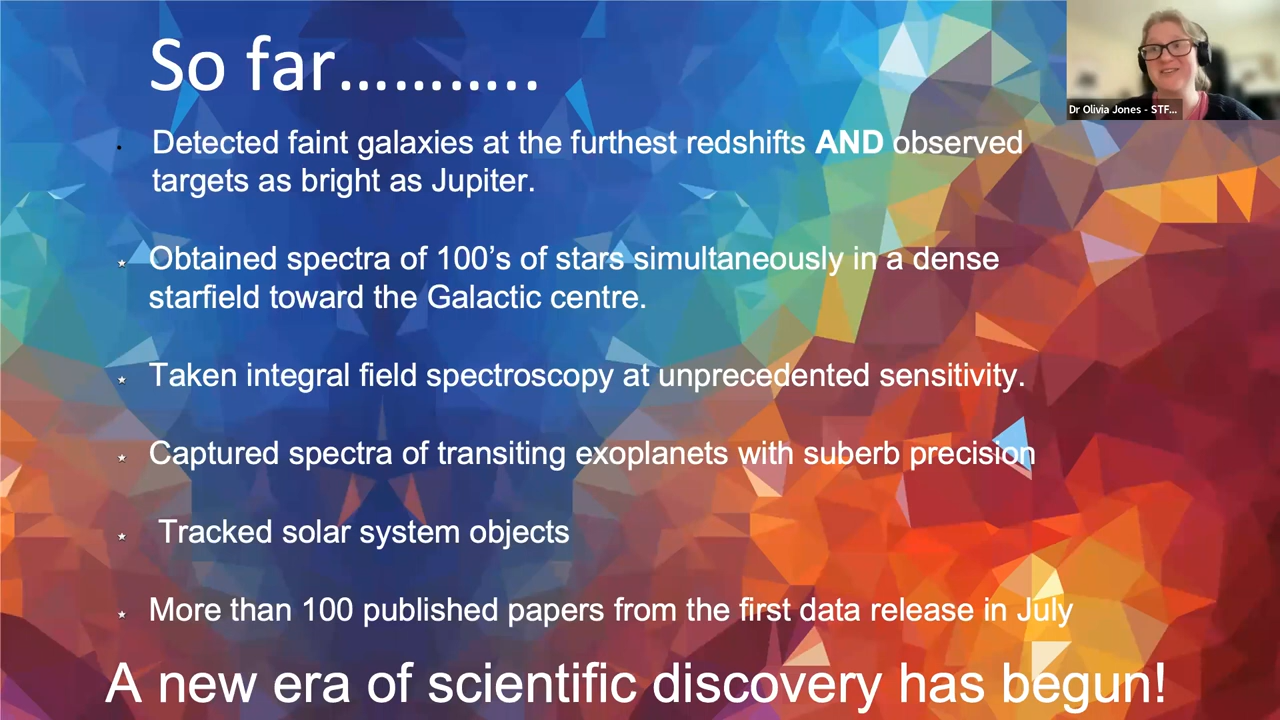 So far………..
Dr Olivia Jones - STF...
Detected faint galaxies at the furthest redshifts AND observed
targets as bright as Jupiter.
Obtained spectra of 100’s of stars simultaneously in a dense
starfield toward the Galactic centre.
Taken integral field spectroscopy at unprecedented sensitivity.
Captured spectra of transiting exoplanets with suberb precision
Tracked solar system objects
More than 100 published papers from the first data release in July
A new era of scientific discovery has begun!